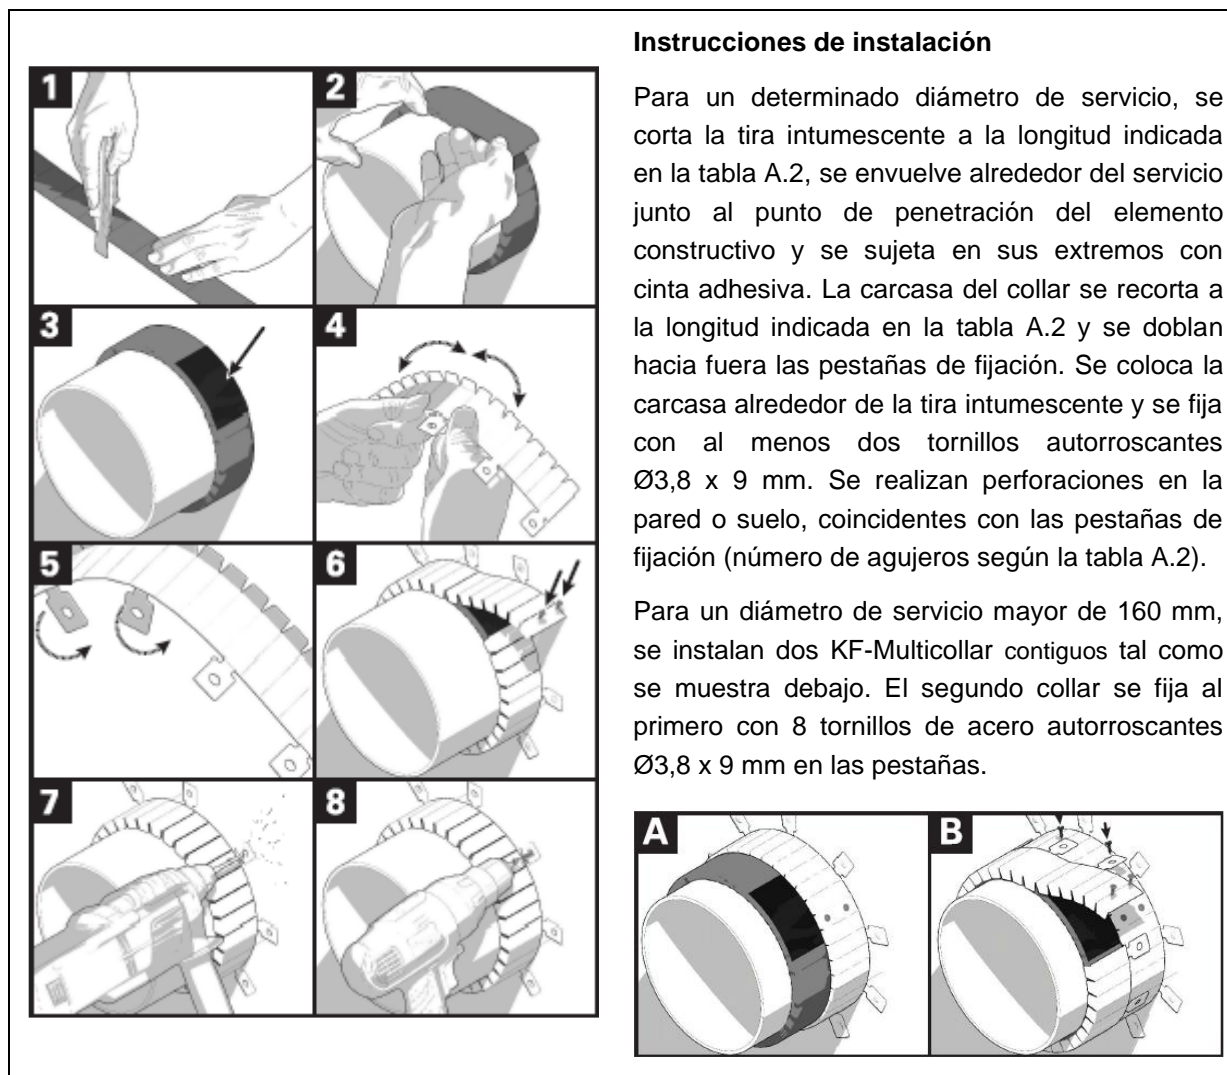 Instrucciones de instalación
Para un determinado diámetro de servicio, se
corta la tira intumescente a la longitud indicada
en la tabla A.2, se envuelve alrededor del servicio
junto al punto de penetración del elemento
constructivo y se sujeta en sus extremos con
cinta adhesiva. La carcasa del collar se recorta a
la longitud indicada en la tabla A.2 y se doblan
hacia fuera las pestañas de fijación. Se coloca la
carcasa alrededor de la tira intumescente y se fija
con al menos dos tornillos autorroscantes
Ø3,8 x 9 mm. Se realizan perforaciones en la
pared o suelo, coincidentes con las pestañas de
fijación (número de agujeros según la tabla A.2).
Para un diámetro de servicio mayor de 160 mm,
se instalan dos KF-Multicollar contiguos tal como
se muestra debajo. El segundo collar se fija al
primero con 8 tornillos de acero autorroscantes
Ø3,8 x 9 mm en las pestañas.
1
2
3
4
5
6
7
8
A
B